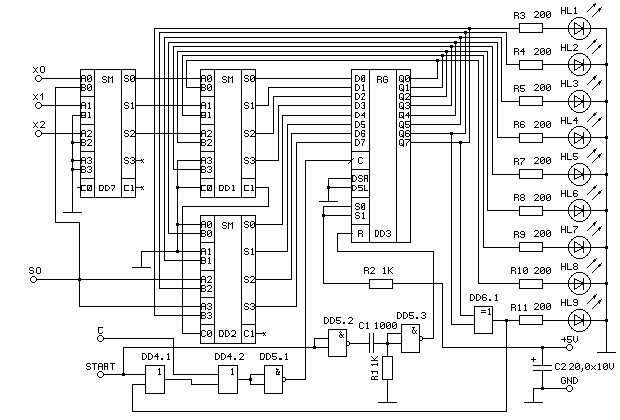 R3 200 HL1
R4 200 HL2
R5 200 HL3
R6 200 HL4
R7 200 HL5
R8 200 HL6
R9 200 HL7
R10 200 HL8
R11 200 HL9
X0
X1
X2
S0
C
START
A0 SM S0
B0
A1 S1
B1
A2 S2
B2
A3 S3
B3
C0 DD7 C1
A0 SM S0
B0
A1 S1
B1
A2 S2
B2
A3 S3
B3
C0 DD1 C1
A0 SM S0
B0
A1 S1
B1
A2 S2
B2
A3 S3
B3
C0 DD2 C1
D0 RG Q0
D1 Q1
D2 Q2
D3 Q3
D4 Q4
D5 Q5
D6 Q6
D7 Q7
C
DSR
DSL
S0
S1
R DD3
R2 1K
DD6.1
=1
DD5.2
&
C1 1000
DD5.3
&
R1 1K
DD4.1
1
DD4.2
1
DD5.1
&
+5V
+
C2 20,0x10V
GND